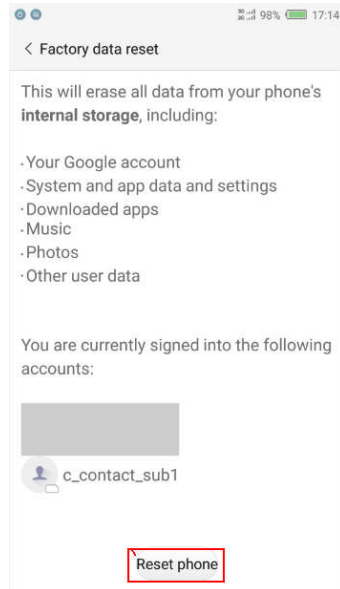 98% 17:14
< Factory data reset
This will erase all data from your phone's
internal storage, including:
·Your Google account
·System and app data and settings
·Downloaded apps
·Music
·Photos
·Other user data
You are currently signed into the following
accounts:
c_contact_sub1
Reset phone